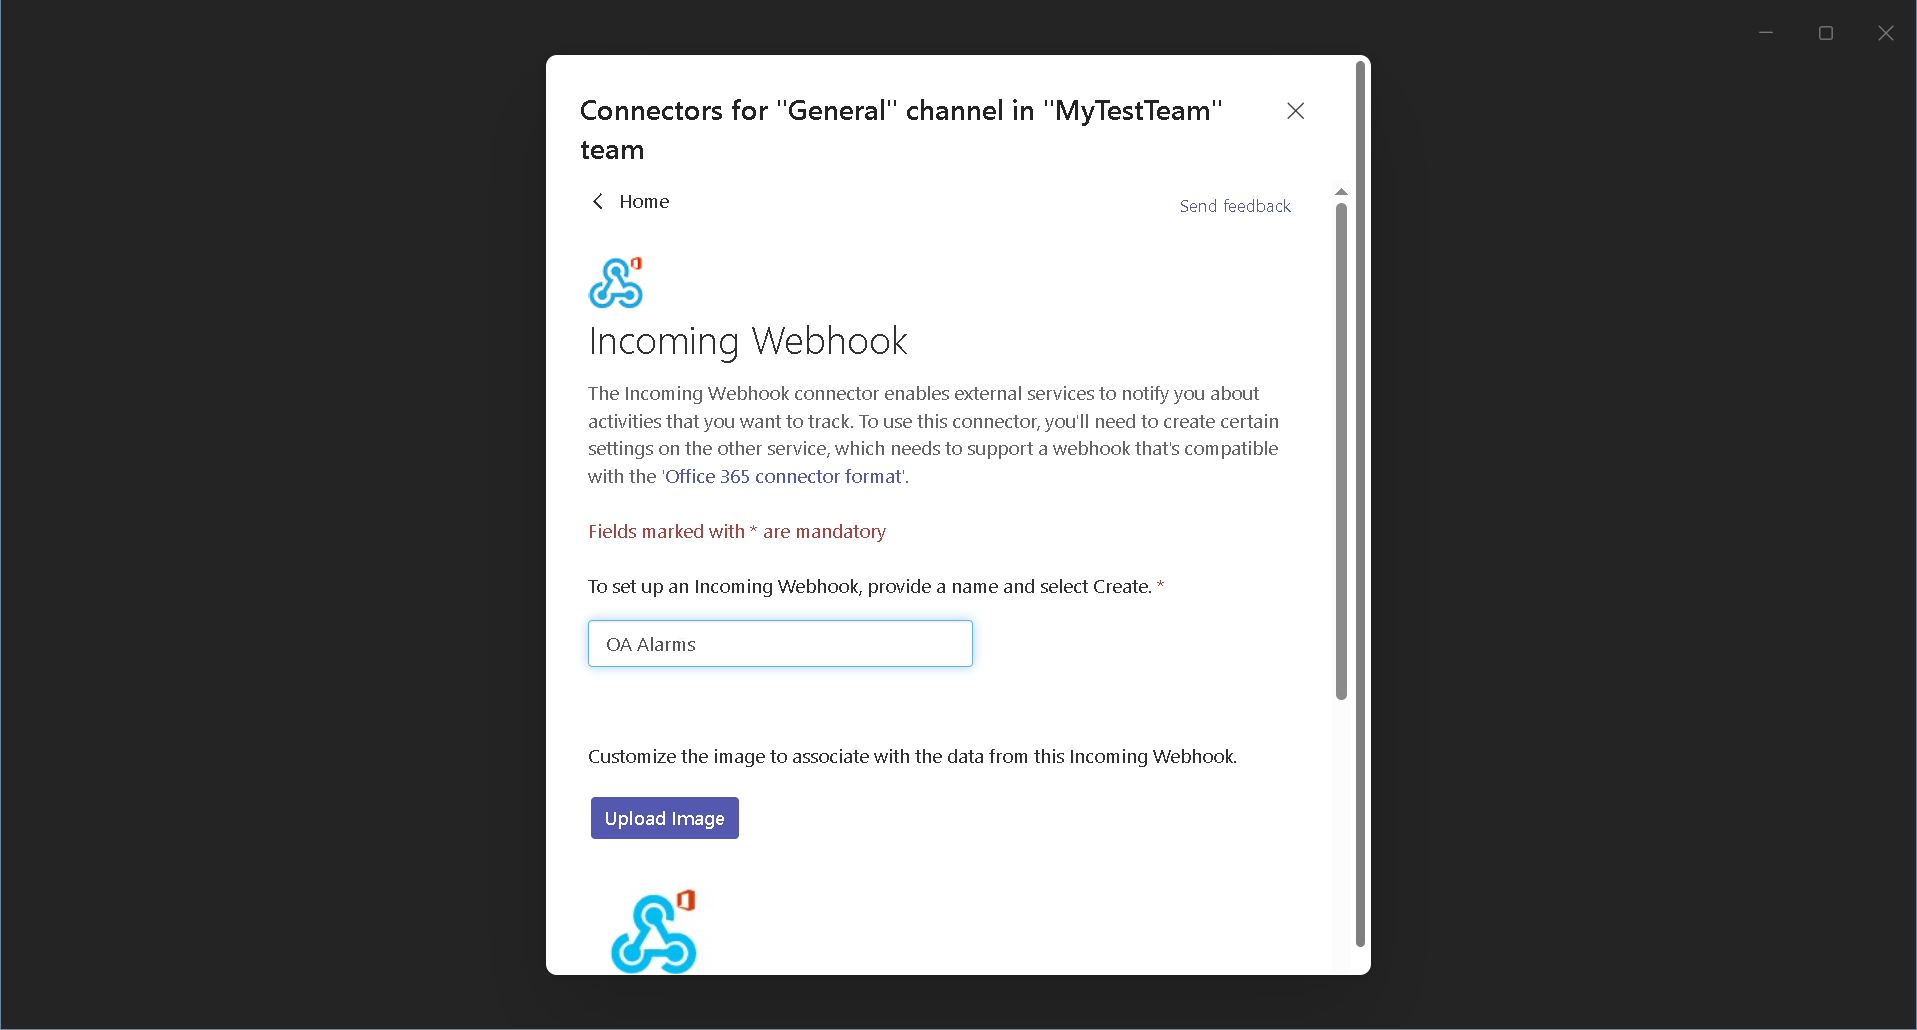 Connectors for "General" channel in "MyTestTeam"
team
Home
Send feedback
Incoming Webhook
The Incoming Webhook connector enables external services to notify you about
activities that you want to track. To use this connector, you'll need to create certain
settings on the other service, which needs to support a webhook that's compatible
with the 'Office 365 connector format'.
Fields marked with * are mandatory
To set up an Incoming Webhook, provide a name and select Create. *
OA Alarms
Customize the image to associate with the data from this Incoming Webhook.
Upload Image